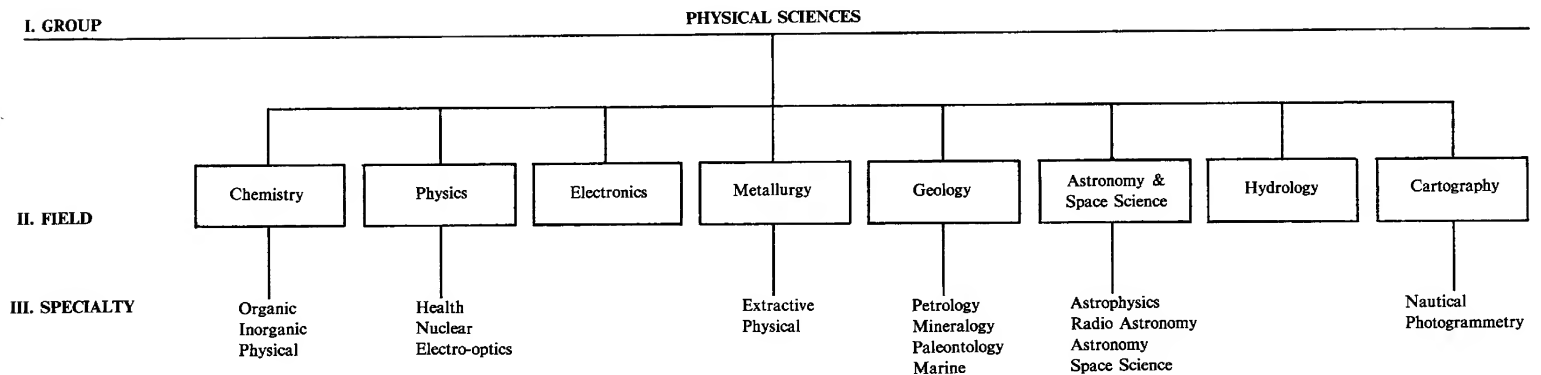 I. GROUP
PHYSICAL SCIENCES
II. FIELD
Chemistry
Physics
Electronics
Metallurgy
Geology
Astronomy &
Space Science
Hydrology
Cartography
III. SPECIALTY
Organic
Inorganic
Physical
Health
Nuclear
Electro-optics
Extractive
Physical
Petrology
Mineralogy
Paleontology
Marine
Astrophysics
Radio Astronomy
Astronomy
Space Science
Nautical
Photogrammetry